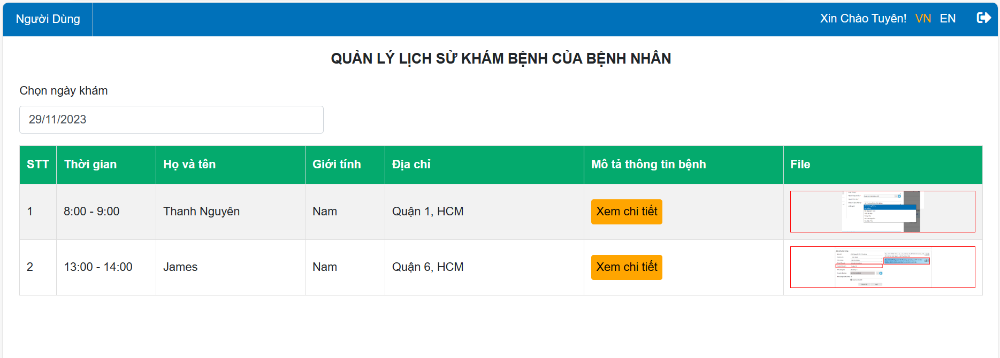 Người Dùng
Xin Chào Tuyên! VN EN
QUẢN LÝ LỊCH SỬ KHÁM BỆNH CỦA BỆNH NHÂN
Chọn ngày khám
29/11/2023
STT Thời gian Họ và tên Giới tính Địa chỉ Mô tả thông tin bệnh File
1 8:00 - 9:00 Thanh Nguyên Nam Quận 1, HCM Xem chi tiết
2 13:00 - 14:00 James Nam Quận 6, HCM Xem chi tiết